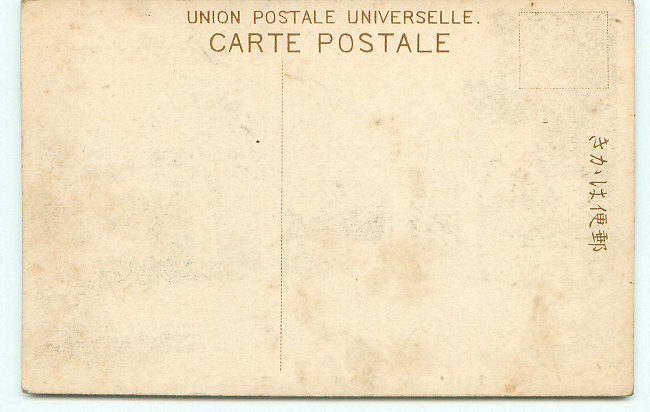 UNION POSTALE UNIVERSELLE.
CARTE POSTALE
郵便はかき